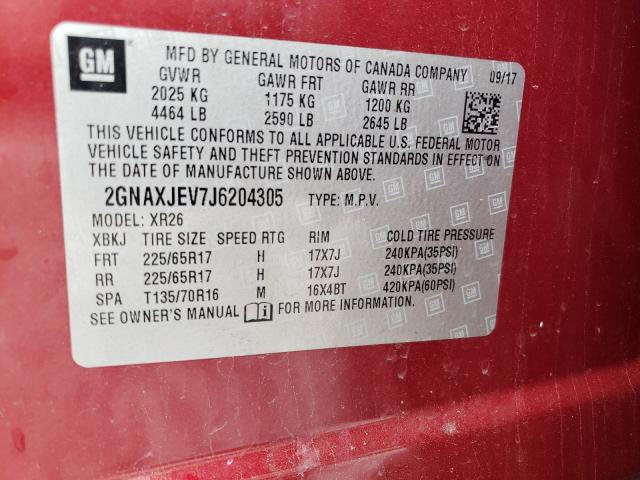 GM
MFD BY GENERAL MOTORS OF CANADA COMPANY 09/17
GVWR GAWR FRT GAWR RR
2025 KG 1175 KG 1200 KG
4464 LB 2590 LB 2645 LB
THIS VEHICLE CONFORMS TO ALL APPLICABLE U.S. FEDERAL MOTOR
VEHICLE SAFETY AND THEFT PREVENTION STANDARDS IN EFFECT ON
THE DATE OF MANUFACTURE SHOWN ABOVE.
2GNAXJEV7J6204305 TYPE: M.P.V.
MODEL: XR26
XBKJ TIRE SIZE SPEED RTG RIM COLD TIRE PRESSURE
FRT 225/65R17 H 17X7J 240KPA(35PSI)
RR 225/65R17 H 17X7J 240KPA(35PSI)
SPA T135/70R16 M 16X4BT 420KPA(60PSI)
SEE OWNER'S MANUAL i FOR MORE INFORMATION.